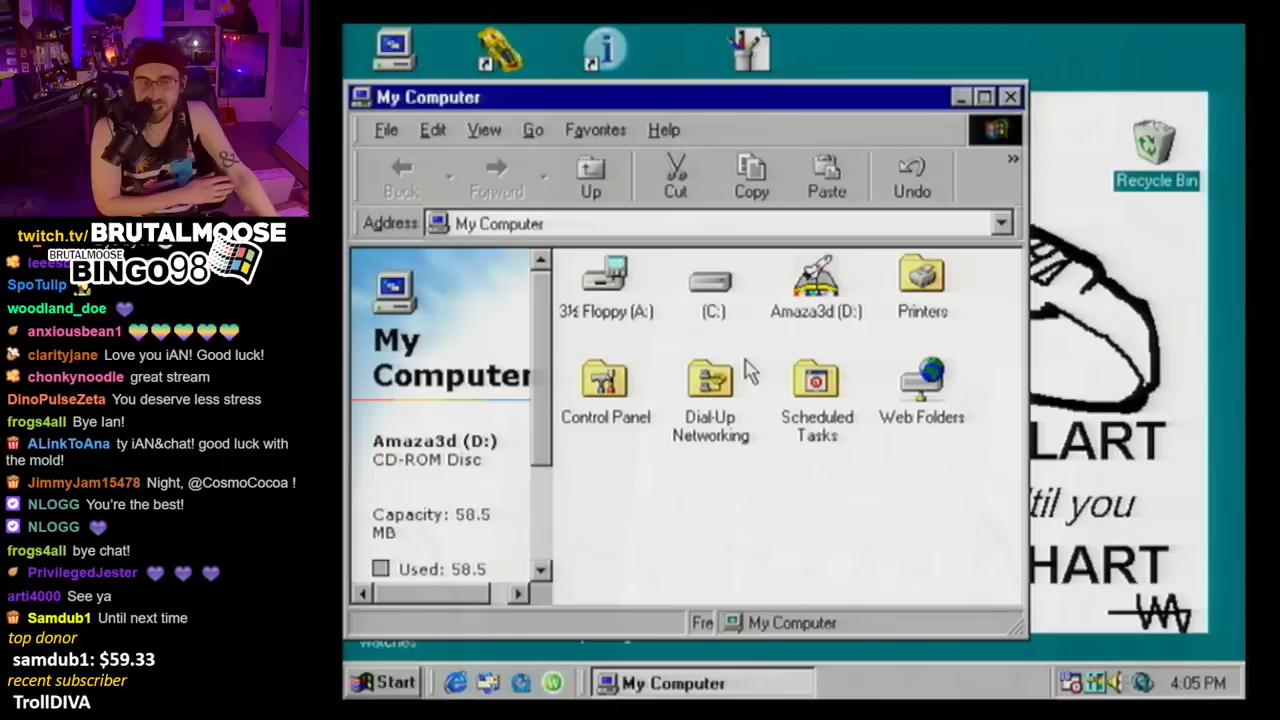 twitch.tv/BRUTALMOOSE
BRUTALMOOSE
BINGO98
SpoTulip
woodland_doe
anxiousbean1
clarityjane Love you iAN! Good luck!
chonkynoodle great stream
DinoPulseZeta You deserve less stress
frogs4all Bye Ian!
ALinkToAna ty iAN&chat! good luck with
the mold!
JimmyJam15478 Night, @CosmoCocoa !
NLOGG You're the best!
NLOGG
frogs4all bye chat!
PrivilegedJester
arti4000 See ya
Samdub1 Until next time
top donor
samdub1: $59.33
recent subscriber
TrollDIVA
My Computer
File Edit View Go Favorites Help
Back Forward Up Cut Copy Paste Undo
Address My Computer
My
Computer
Amaza3d (D:)
CD-ROM Disc
Capacity: 58.5
MB
Used: 58.5
3½ Floppy (A:) (C:) Amaza3d (D:) Printers
Control Panel Dial-Up Networking Scheduled Tasks Web Folders
Fre My Computer
Recycle Bin
LART
'til you
HART
Watches
Start My Computer 4:05 PM